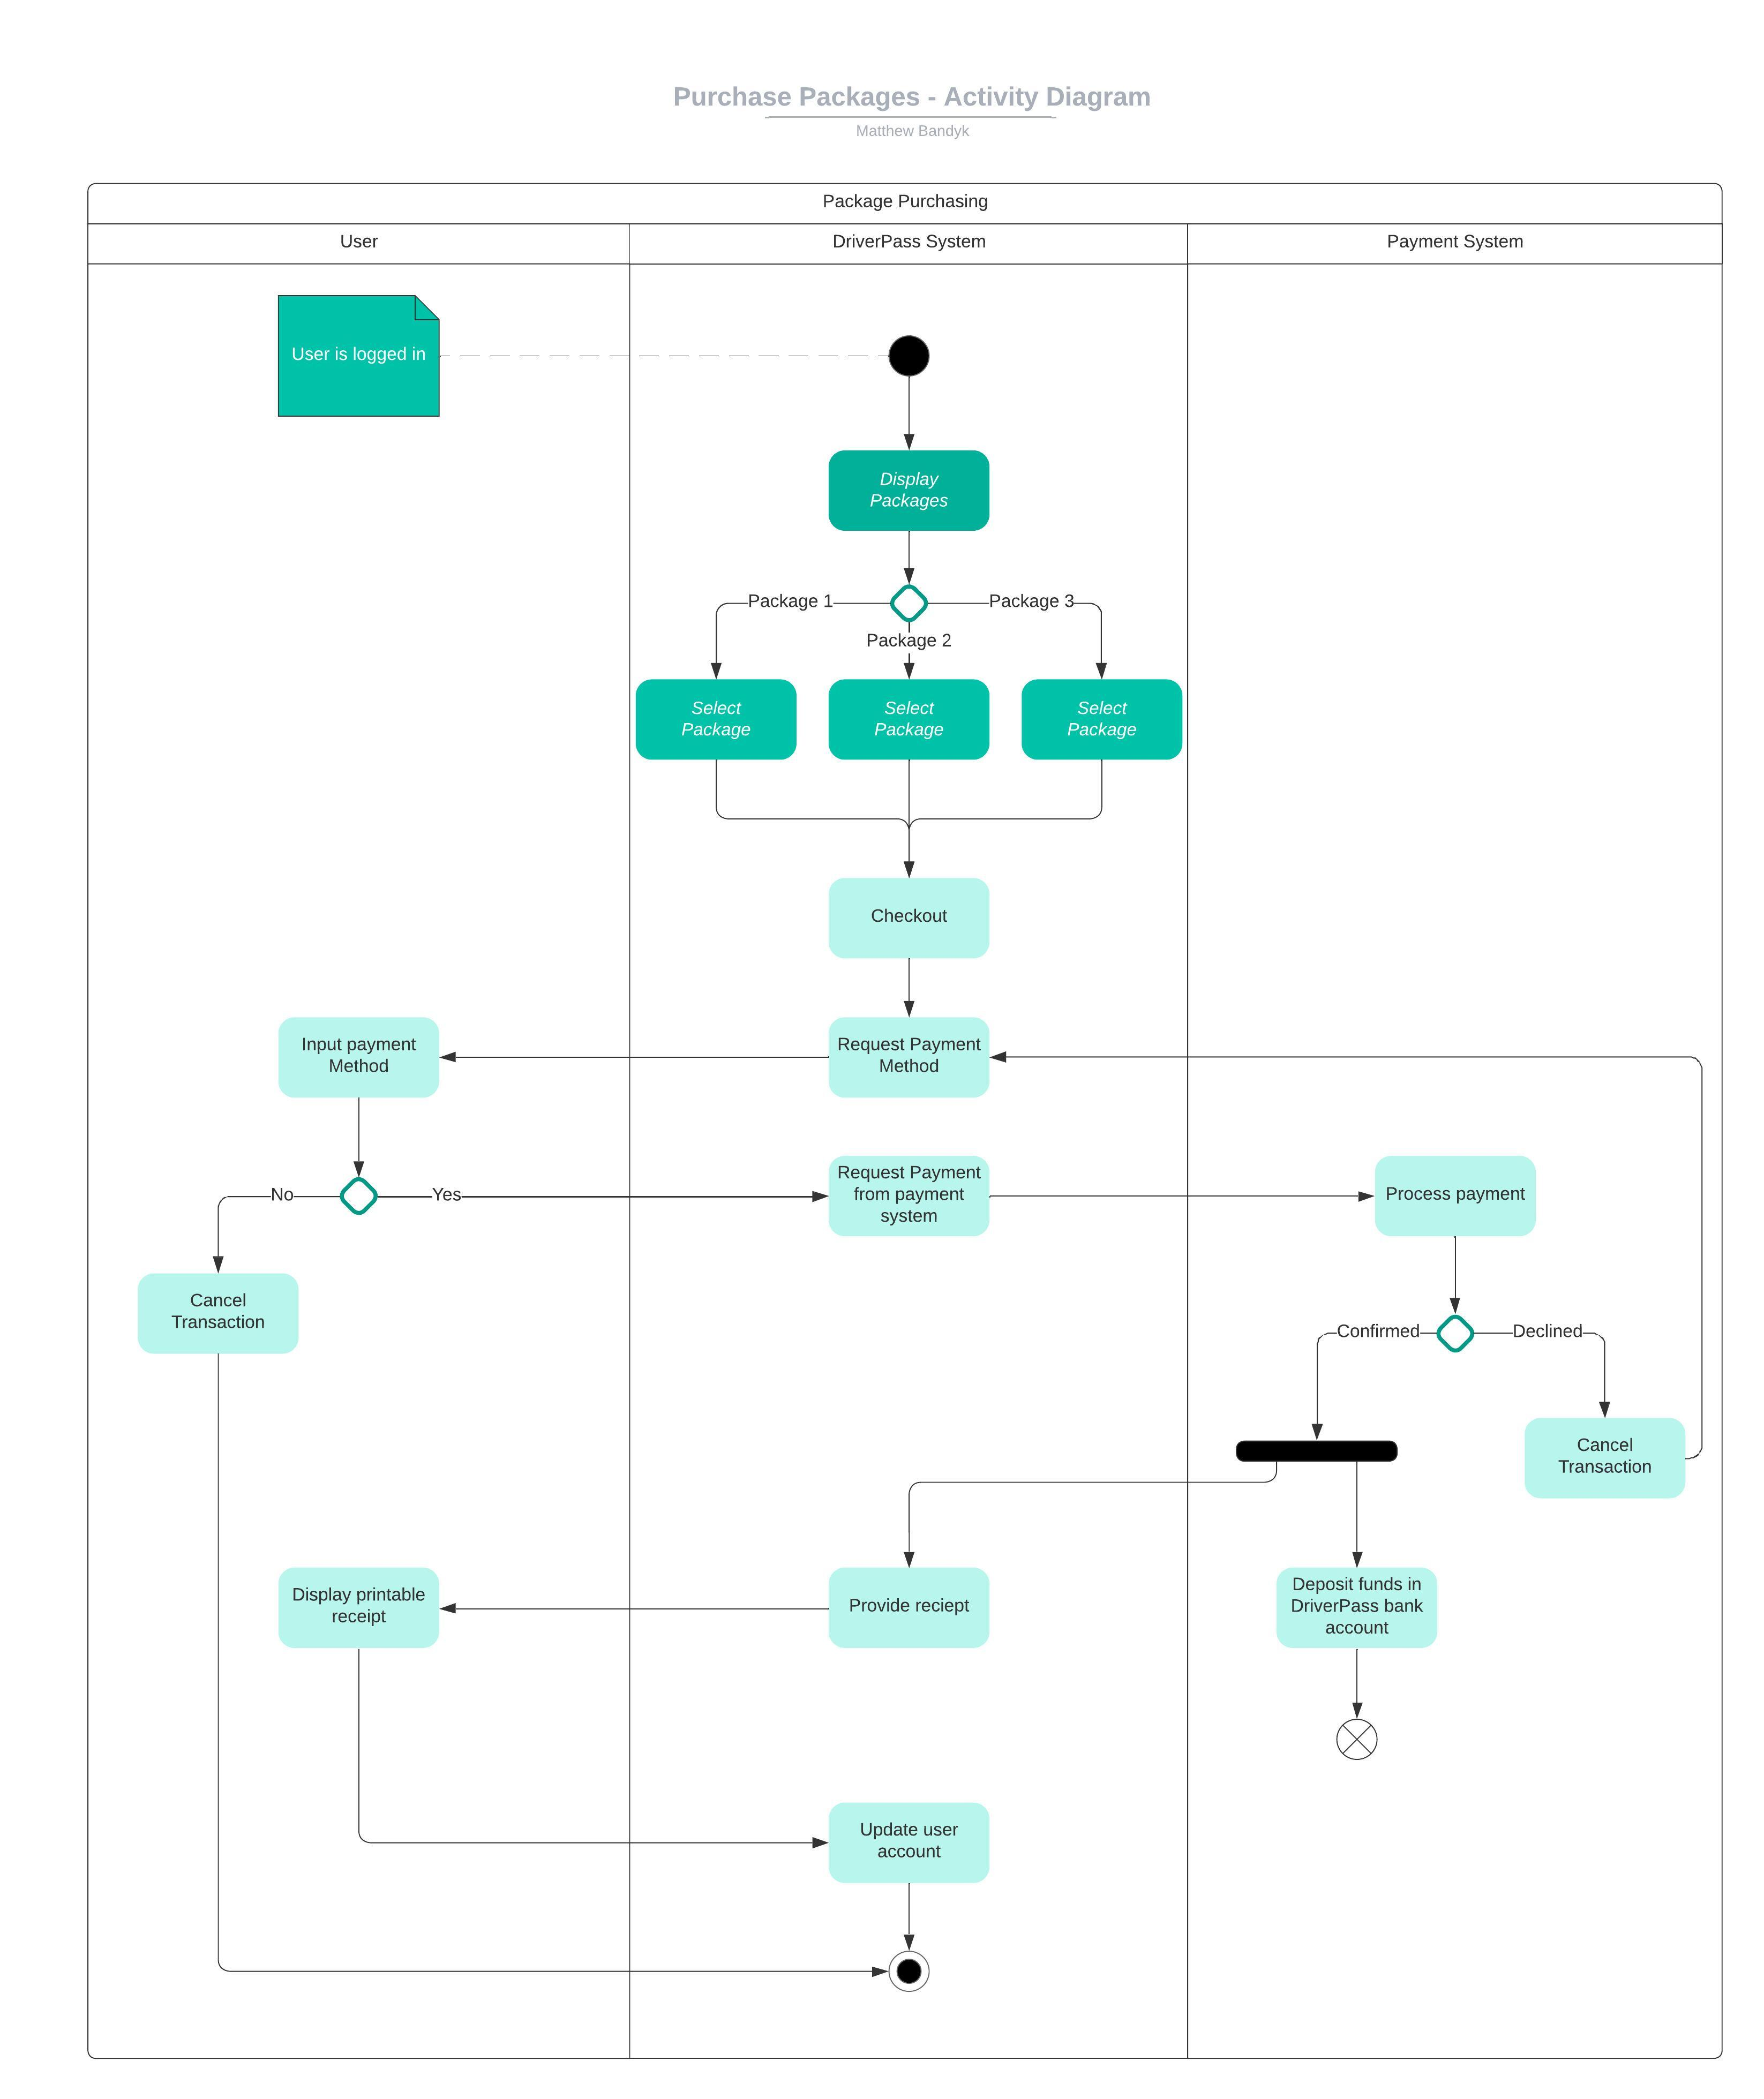 Purchase Packages - Activity Diagram
Matthew Bandyk
Package Purchasing
User
DriverPass System
Payment System
User is logged in
Display
Packages
Package 1
Package 3
Package 2
Select
Package
Select
Package
Select
Package
Checkout
Input payment
Method
Request Payment
Method
No
Yes
Request Payment
from payment
system
Process payment
Cancel
Transaction
Confirmed
Declined
Cancel
Transaction
Display printable
receipt
Provide reciept
Deposit funds in
DriverPass bank
account
Update user
account